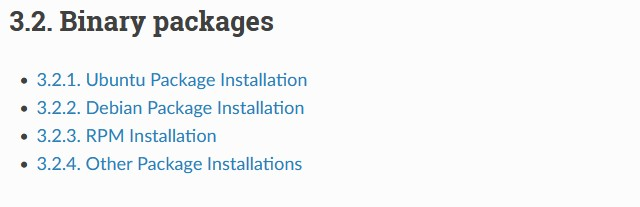 3.2. Binary packages
• 3.2.1. Ubuntu Package Installation
• 3.2.2. Debian Package Installation
• 3.2.3. RPM Installation
• 3.2.4. Other Package Installations